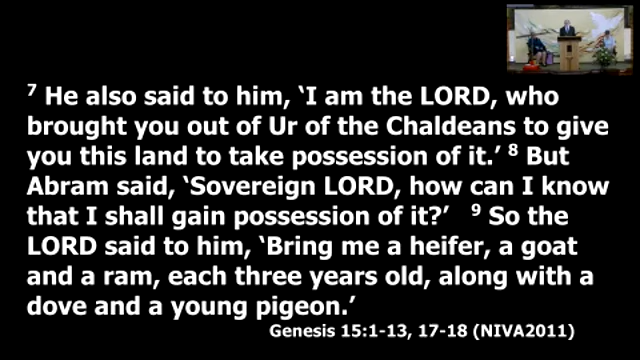 ⁷ He also said to him, ‘I am the LORD, who
brought you out of Ur of the Chaldeans to give
you this land to take possession of it.’ ⁸ But
Abram said, ‘Sovereign LORD, how can I know
that I shall gain possession of it?’ ⁹ So the
LORD said to him, ‘Bring me a heifer, a goat
and a ram, each three years old, along with a
dove and a young pigeon.’
Genesis 15:1-13, 17-18 (NIVA2011)